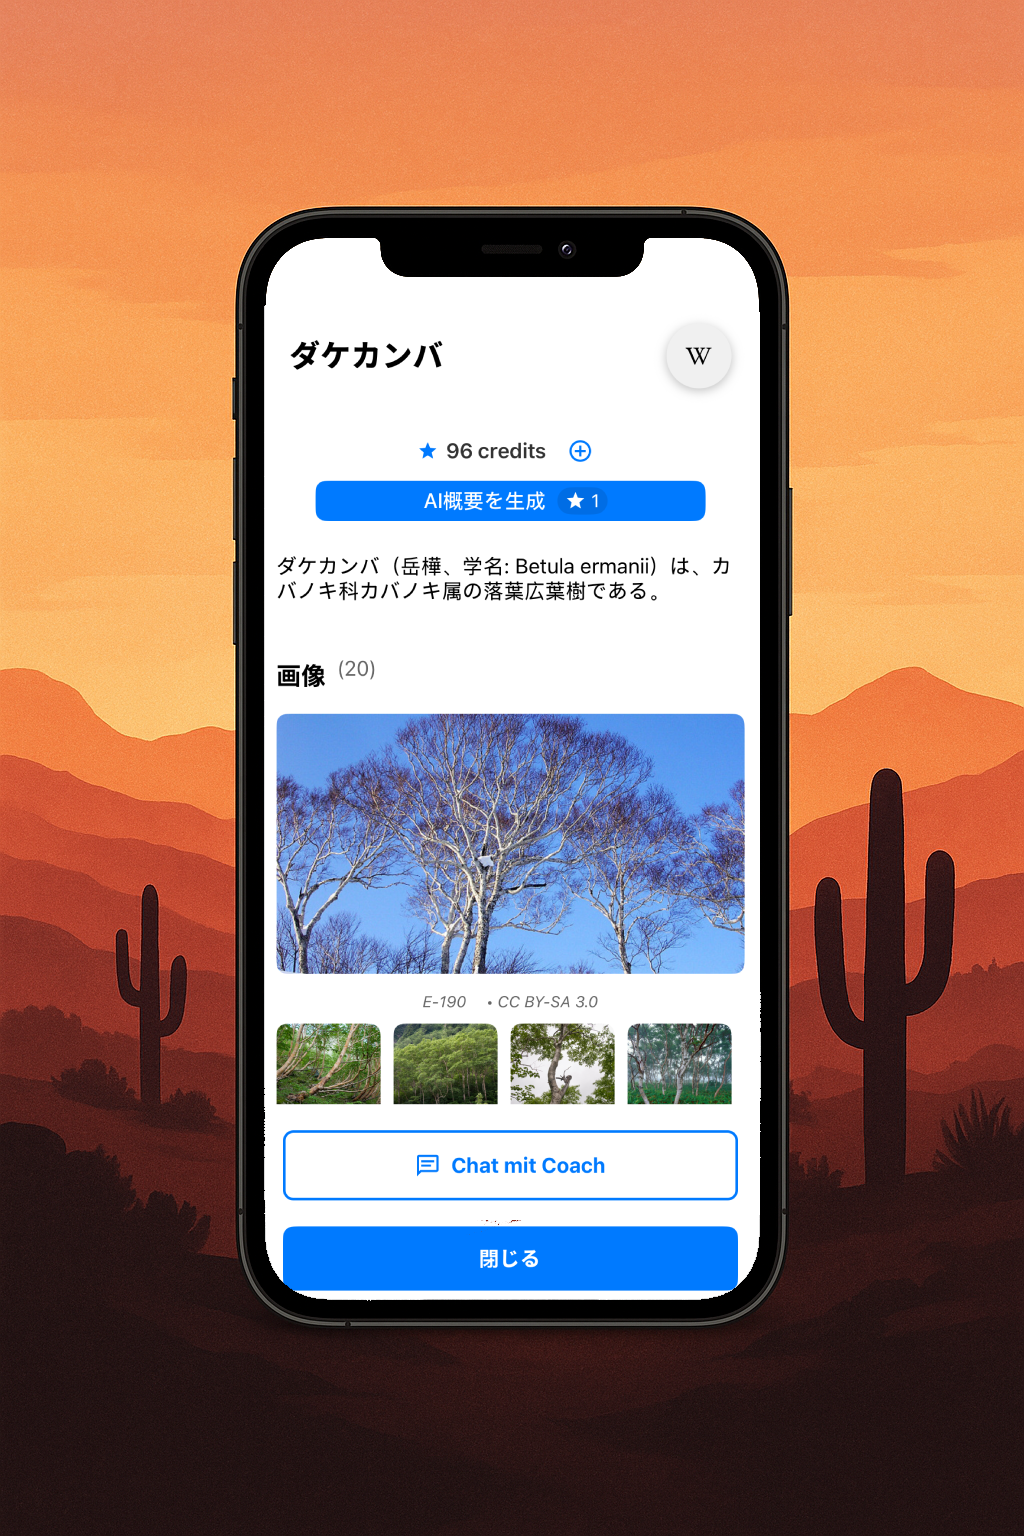 ダケカンバ
W
96 credits
AI概要を生成 1
ダケカンバ（岳樺、学名: Betula ermanii）は、カ
バノキ科カバノキ属の落葉広葉樹である。
画像 (20)
E-190 • CC BY-SA 3.0
Chat mit Coach
閉じる